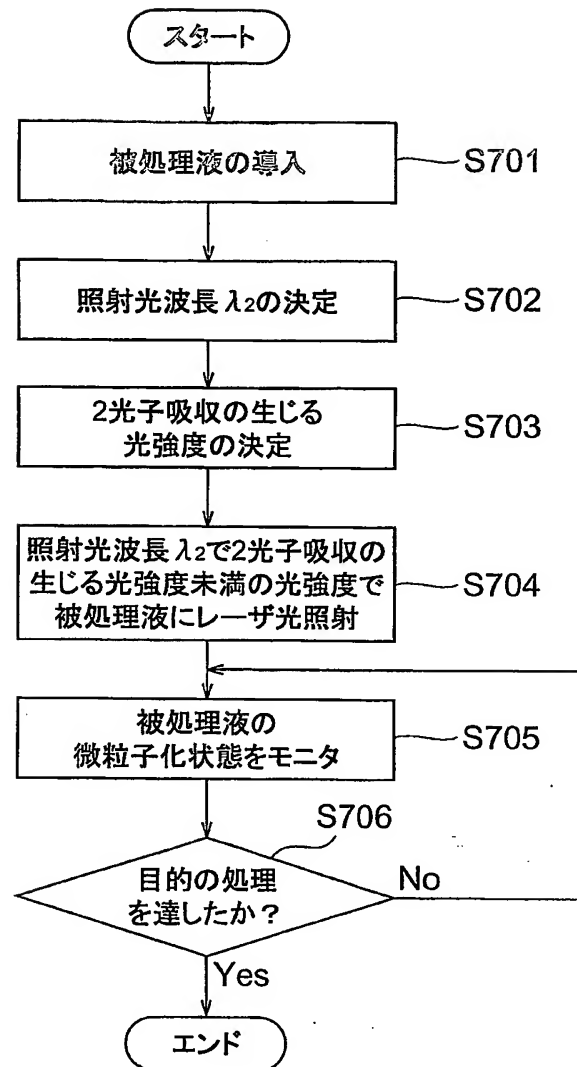 スタート
被処理液の導入
S701
照射光波長λ2の決定
S702
2光子吸収の生じる
光強度の決定
S703
照射光波長λ2で2光子吸収の
生じる光強度未満の光強度で
被処理液にレーザ光照射
S704
被処理液の
微粒子化状態をモニタ
S705
S706
目的の処理
を達したか?
No
Yes
エンド